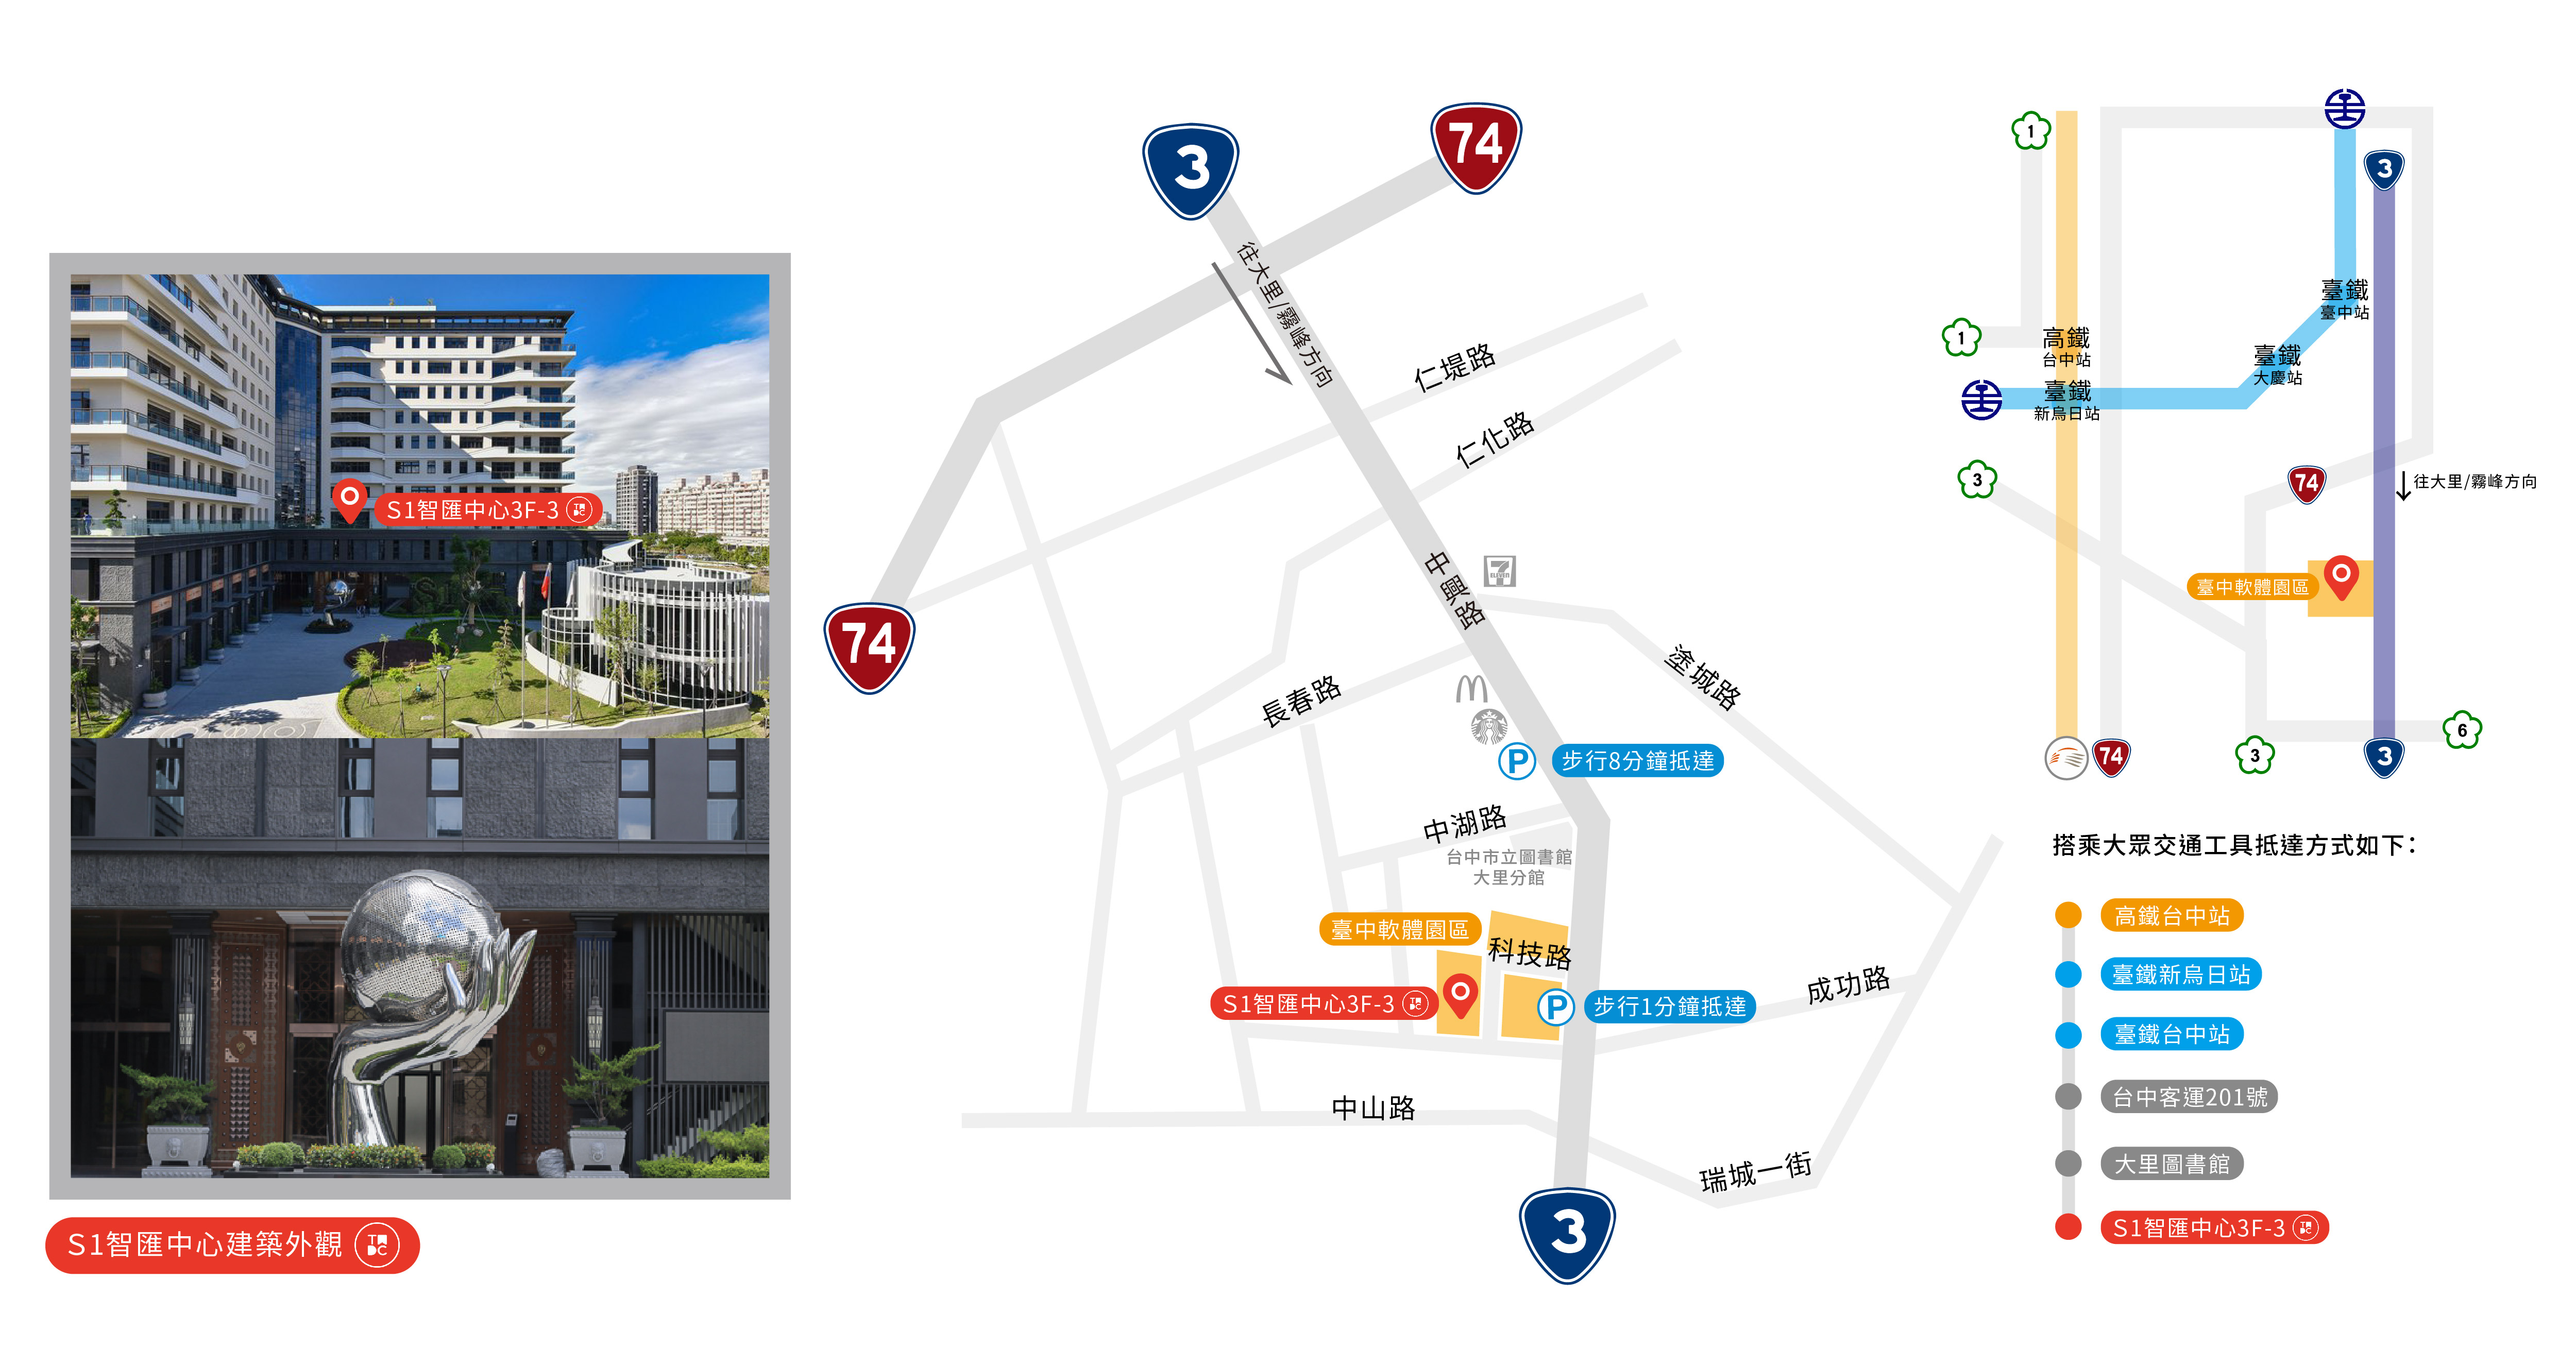 S1智匯中心3F-3
S1智匯中心建築外觀
3
74
往大里/霧峰方向
仁堤路
仁化路
中興路
7
ELEVEN
74
長春路
塗城路
P 步行8分鐘抵達
中湖路
台中市立圖書館
大里分館
臺中軟體園區
科技路
S1智匯中心3F-3
P 步行1分鐘抵達
成功路
中山路
瑞城一街
3
1
3
臺鐵
臺中站
1
高鐵
台中站
臺鐵
大慶站
臺鐵
新烏日站
3
74
往大里/霧峰方向
臺中軟體園區
6
74
3
3
搭乘大眾交通工具抵達方式如下：
高鐵台中站
臺鐵新烏日站
臺鐵台中站
台中客運201號
大里圖書館
S1智匯中心3F-3